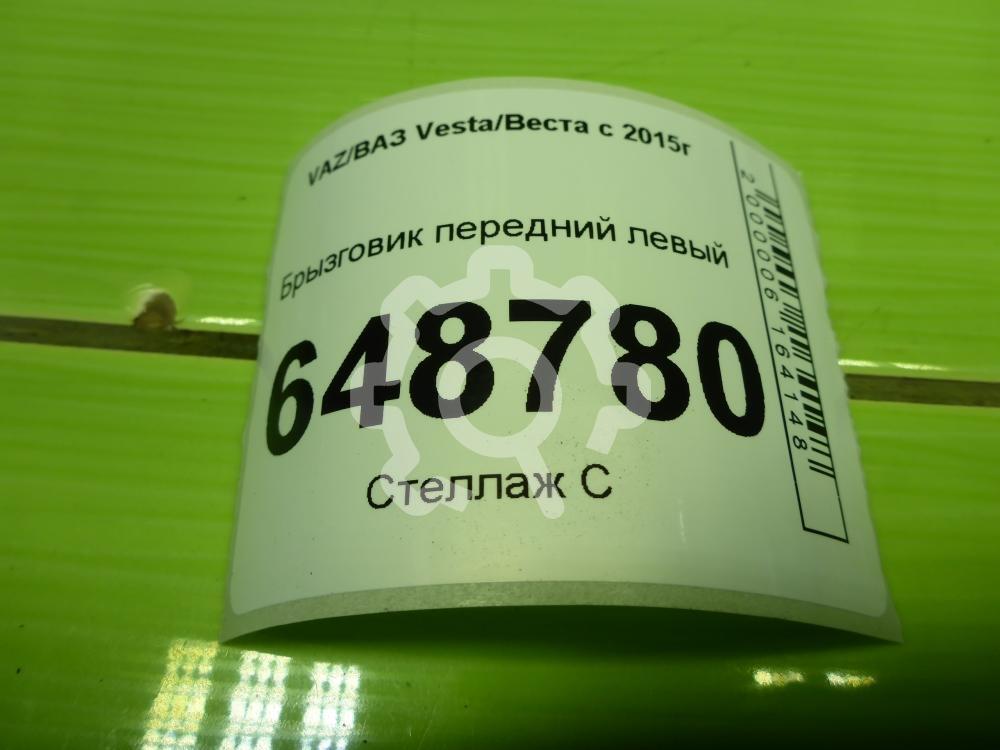 VAZ/ВАЗ Vesta/Веста с 2015г
Брызговик передний левый
648780
Стеллаж С
2000006164148